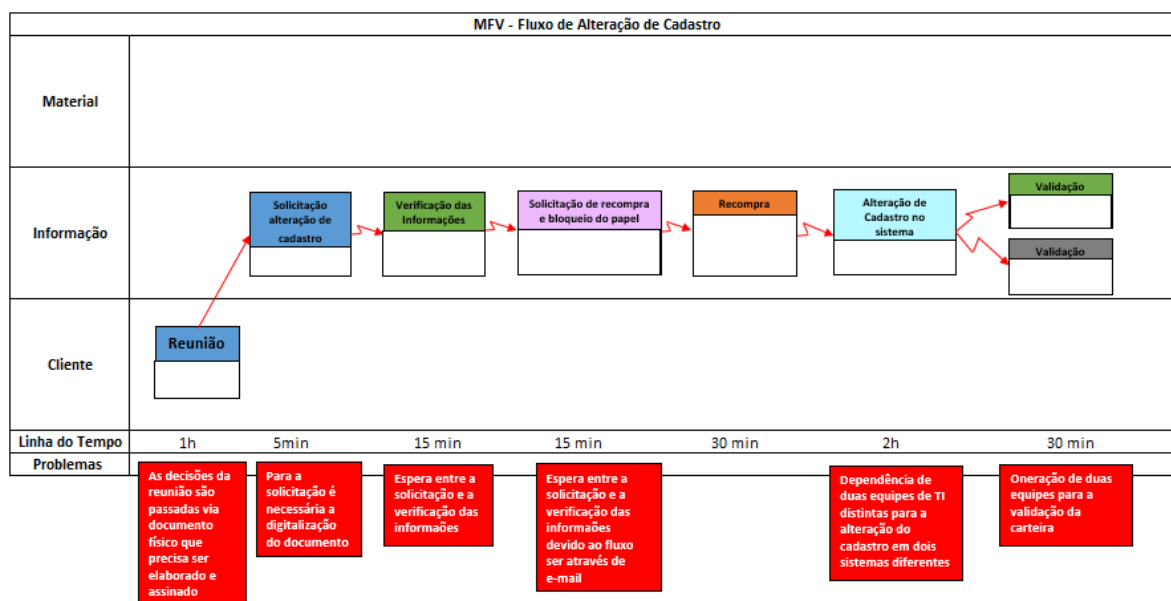 MFV - Fluxo de Alteração de Cadastro
Material
Informação
Solicitação
alteração de
cadastro
Verificação das
Informações
Solicitação de recompra
e bloqueio do papel
Recompra
Alteração de
Cadastro no
sistema
Validação
Validação
Cliente
Reunião
Linha do Tempo
1h
5min
15 min
15 min
30 min
2h
30 min
Problemas
As decisões da
reunião são
passadas via
documento
físico que
precisa ser
elaborado e
assinado
Para a
solicitação é
necessária a
digitalização
do documento
Espera entre a
solicitação e a
verificação das
informaões
Espera entre a
solicitação e a
verificação das
informaões
devido ao fluxo
ser através de
e-mail
Dependência de
duas equipes de TI
distintas para a
alteração do
cadastro em dois
sistemas diferentes
Oneração de duas
equipes para a
validação da
carteira